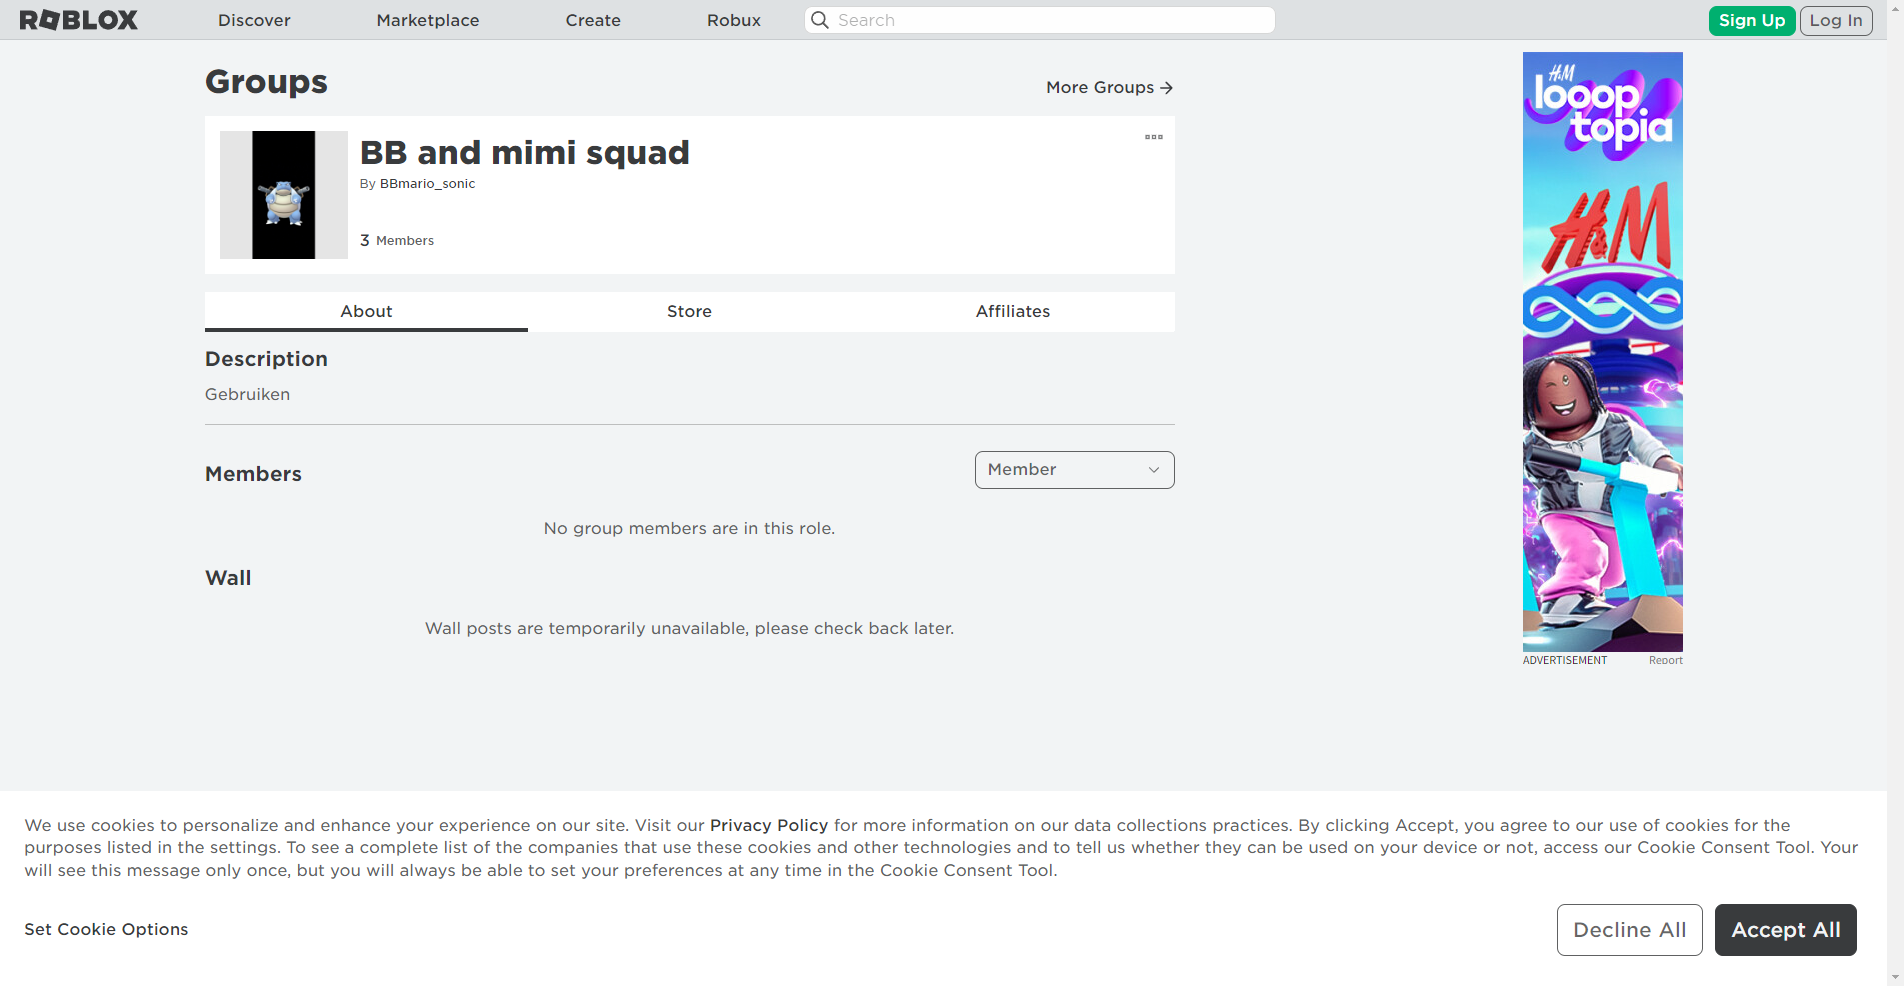 ROBLOX
Discover
Marketplace
Create
Robux
Search
Sign Up
Log In
Groups
More Groups
BB and mimi squad
By BBmario_sonic
3 Members
About
Store
Affiliates
Description
Gebruiken
Members
Member
No group members are in this role.
Wall
Wall posts are temporarily unavailable, please check back later.
H&M
looop
topia
H&M
ADVERTISEMENT
Report
We use cookies to personalize and enhance your experience on our site. Visit our Privacy Policy for more information on our data collections practices. By clicking Accept, you agree to our use of cookies for the
purposes listed in the settings. To see a complete list of the companies that use these cookies and other technologies and to tell us whether they can be used on your device or not, access our Cookie Consent Tool. Your
will see this message only once, but you will always be able to set your preferences at any time in the Cookie Consent Tool.
Set Cookie Options
Decline All
Accept All